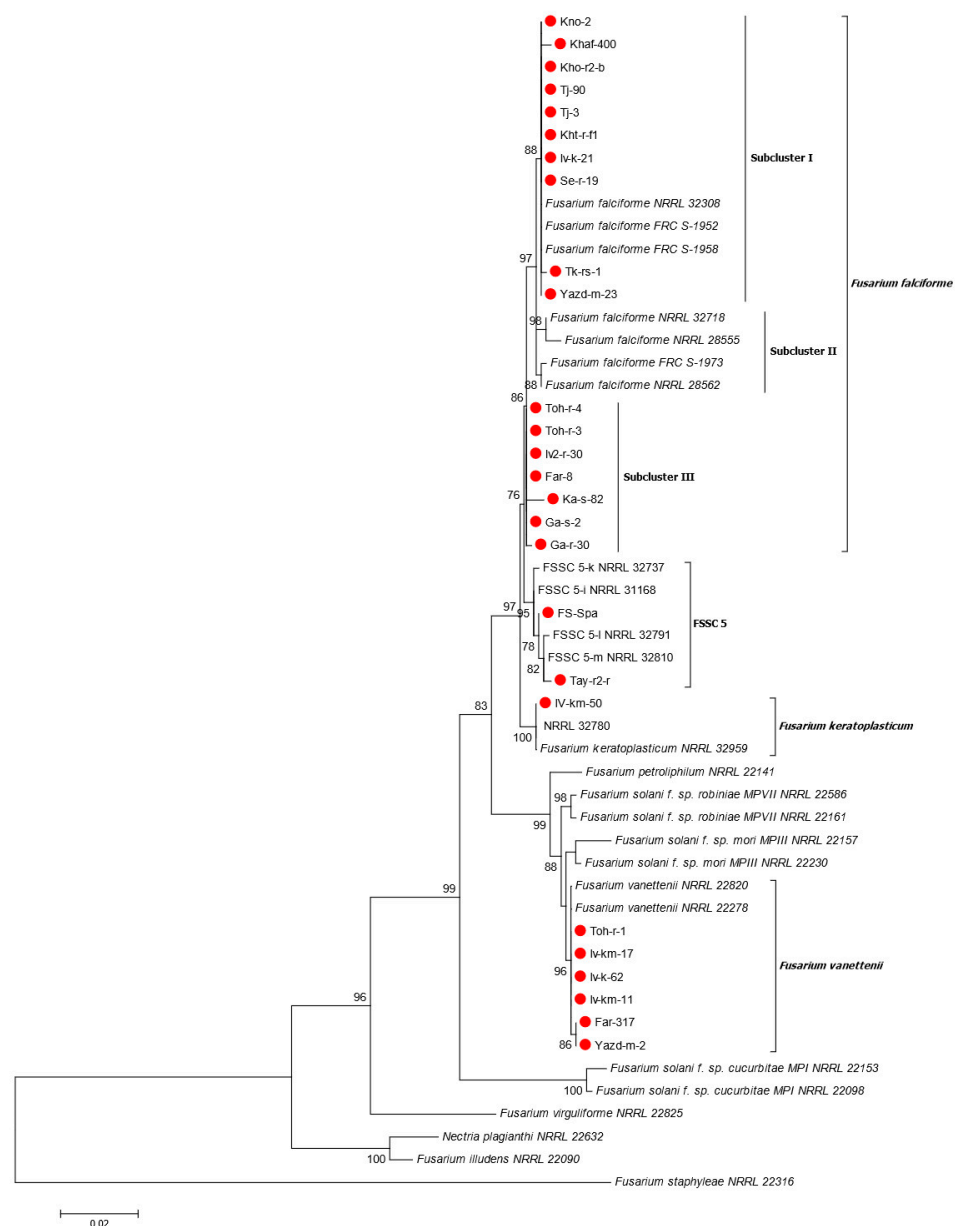 Kno-2
Khaf-400
Kho-r2-b
Tj-90
Tj-3
Kht-r-f1
88
Iv-k-21
Subcluster I
Se-r-19
Fusarium falciforme NRRL 32308
Fusarium falciforme FRC S-1952
Fusarium falciforme FRC S-1958
97
Tk-rs-1
Fusarium falciforme
Yazd-m-23
Fusarium falciforme NRRL 32718
98
Fusarium falciforme NRRL 28555
Subcluster II
Fusarium falciforme FRC S-1973
88
Fusarium falciforme NRRL 28562
86
Toh-r-4
Toh-r-3
Iv2-r-30
Far-8
Subcluster III
76
Ka-s-82
Ga-s-2
Ga-r-30
FSSC 5-k NRRL 32737
FSSC 5-i NRRL 31168
97
95
FS-Spa
FSSC 5
FSSC 5-l NRRL 32791
78
FSSC 5-m NRRL 32810
82
Tay-r2-r
83
IV-km-50
NRRL 32780
Fusarium keratoplasticum
100
Fusarium keratoplasticum NRRL 32959
Fusarium petroliphilum NRRL 22141
98
Fusarium solani f. sp. robiniae MPVII NRRL 22586
99
Fusarium solani f. sp. robiniae MPVII NRRL 22161
Fusarium solani f. sp. mori MPIII NRRL 22157
88
Fusarium solani f. sp. mori MPIII NRRL 22230
99
Fusarium vanettenii NRRL 22820
Fusarium vanettenii NRRL 22278
Toh-r-1
Iv-km-17
Fusarium vanettenii
96
Iv-k-62
96
Iv-km-11
Far-317
86
Yazd-m-2
Fusarium solani f. sp. cucurbitae MPI NRRL 22153
100
Fusarium solani f. sp. cucurbitae MPI NRRL 22098
Fusarium virguliforme NRRL 22825
Nectria plagianthi NRRL 22632
100
Fusarium illudens NRRL 22090
Fusarium staphyleae NRRL 22316
0.02